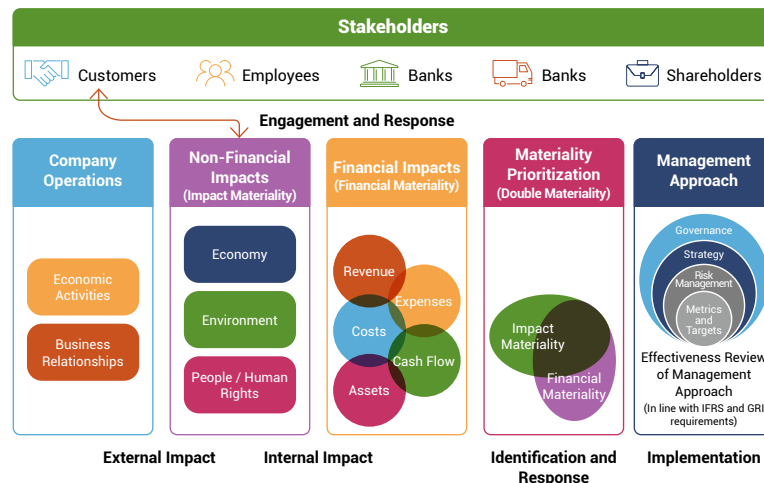 Stakeholders
Customers
Employees
Banks
Banks
Shareholders
Engagement and Response
Company
Operations
Economic
Activities
Business
Relationships
Non-Financial
Impacts
(Impact Materiality)
Economy
Environment
People / Human
Rights
Financial Impacts
(Financial Materiality)
Revenue
Expenses
Costs
Cash Flow
Assets
Materiality
Prioritization
(Double Materiality)
Impact
Materiality
Financial
Materiality
Management
Approach
Governance
Strategy
Risk
Management
Metrics
and
Targets
Effectiveness Review
of Management
Approach
(In line with IFRS and GRI
requirements)
External Impact
Internal Impact
Identification and
Response
Implementation